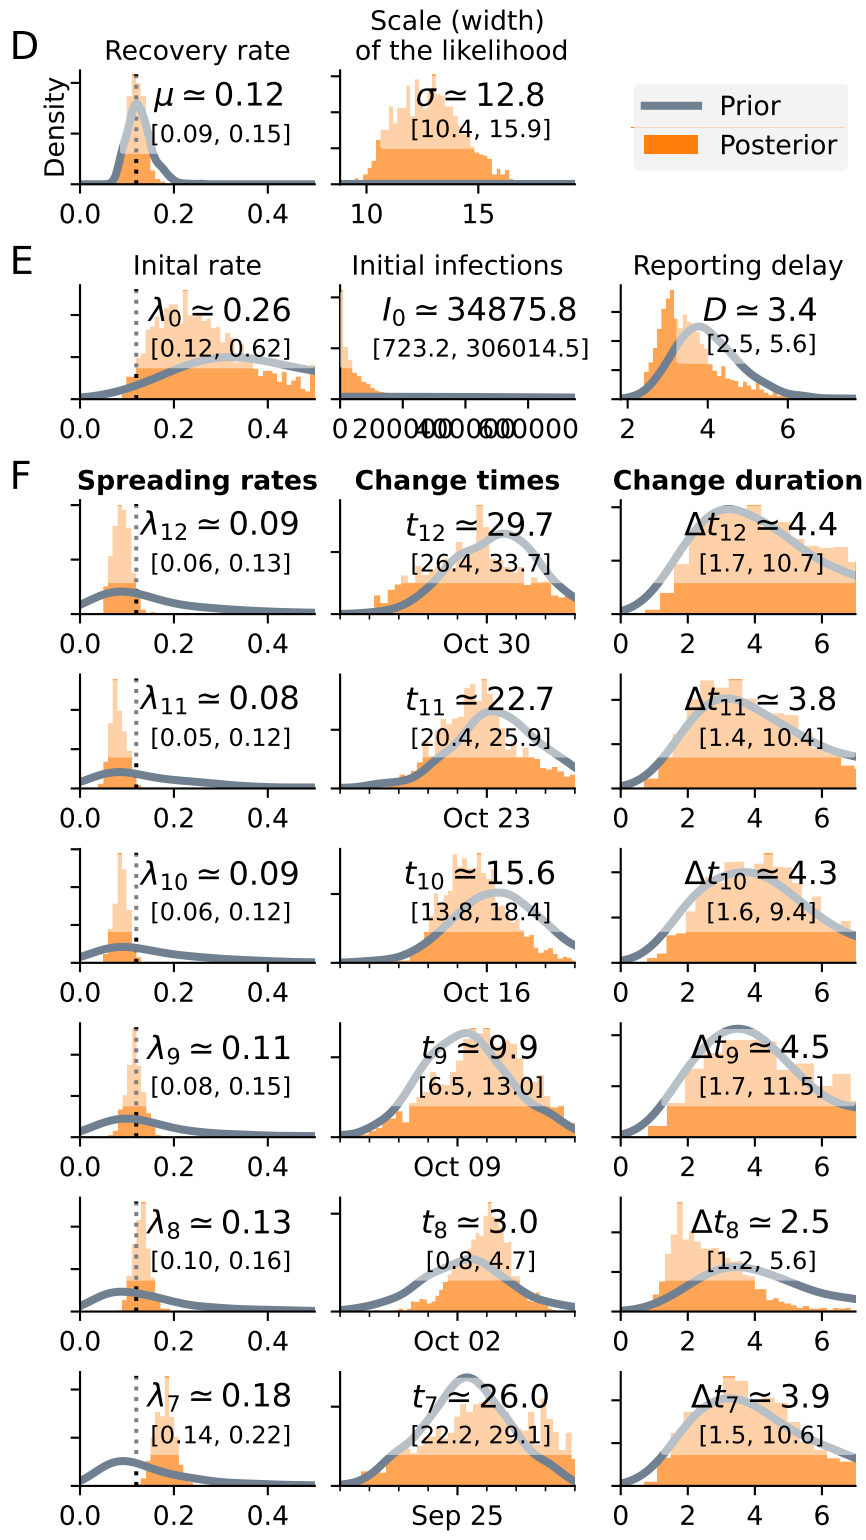 D
Recovery rate
Scale (width)
of the likelihood
Density
μ ≃ 0.12
[0.09, 0.15]
σ ≃ 12.8
[10.4, 15.9]
Prior
Posterior
0.0 0.2 0.4
10 15
E
Inital rate
Initial infections
Reporting delay
λ0 ≃ 0.26
[0.12, 0.62]
I0 ≃ 34875.8
[723.2, 306014.5]
D ≃ 3.4
[2.5, 5.6]
0.0 0.2 0.4
0 200000 400000 600000
2 4 6
F
Spreading rates
Change times
Change duration
λ12 ≃ 0.09
[0.06, 0.13]
t12 ≃ 29.7
[26.4, 33.7]
Δt12 ≃ 4.4
[1.7, 10.7]
0.0 0.2 0.4
Oct 30
0 2 4 6
λ11 ≃ 0.08
[0.05, 0.12]
t11 ≃ 22.7
[20.4, 25.9]
Δt11 ≃ 3.8
[1.4, 10.4]
0.0 0.2 0.4
Oct 23
0 2 4 6
λ10 ≃ 0.09
[0.06, 0.12]
t10 ≃ 15.6
[13.8, 18.4]
Δt10 ≃ 4.3
[1.6, 9.4]
0.0 0.2 0.4
Oct 16
0 2 4 6
λ9 ≃ 0.11
[0.08, 0.15]
t9 ≃ 9.9
[6.5, 13.0]
Δt9 ≃ 4.5
[1.7, 11.5]
0.0 0.2 0.4
Oct 09
0 2 4 6
λ8 ≃ 0.13
[0.10, 0.16]
t8 ≃ 3.0
[0.8, 4.7]
Δt8 ≃ 2.5
[1.2, 5.6]
0.0 0.2 0.4
Oct 02
0 2 4 6
λ7 ≃ 0.18
[0.14, 0.22]
t7 ≃ 26.0
[22.2, 29.1]
Δt7 ≃ 3.9
[1.5, 10.6]
0.0 0.2 0.4
Sep 25
0 2 4 6